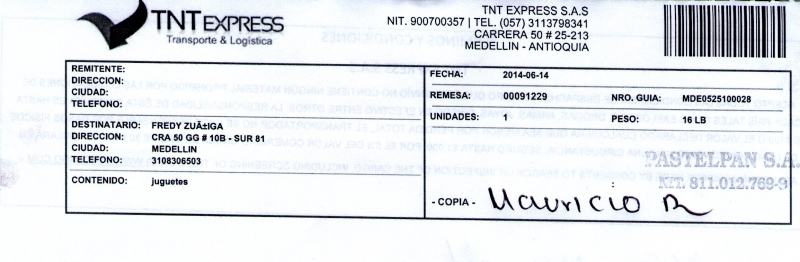 TNT EXPRESS
Transporte & Logística
TNT EXPRESS S.A.S
NIT. 900700357 | TEL. (057) 3113798341
CARRERA 50 # 25-213
MEDELLIN - ANTIOQUIA
REMITENTE:
DIRECCION:
CIUDAD:
TELEFONO:
DESTINATARIO: FREDY ZUÃ±IGA
DIRECCION: CRA 50 GG # 10B - SUR 81
CIUDAD: MEDELLIN
TELEFONO: 3108306503
CONTENIDO: juguetes
FECHA: 2014-06-14
REMESA: 00091229 NRO. GUIA: MDE0525100028
UNIDADES: PESO: 16 LB
PASTELPAN S.A.
NIT. 811.012.769-9
- COPIA - Mauricio R